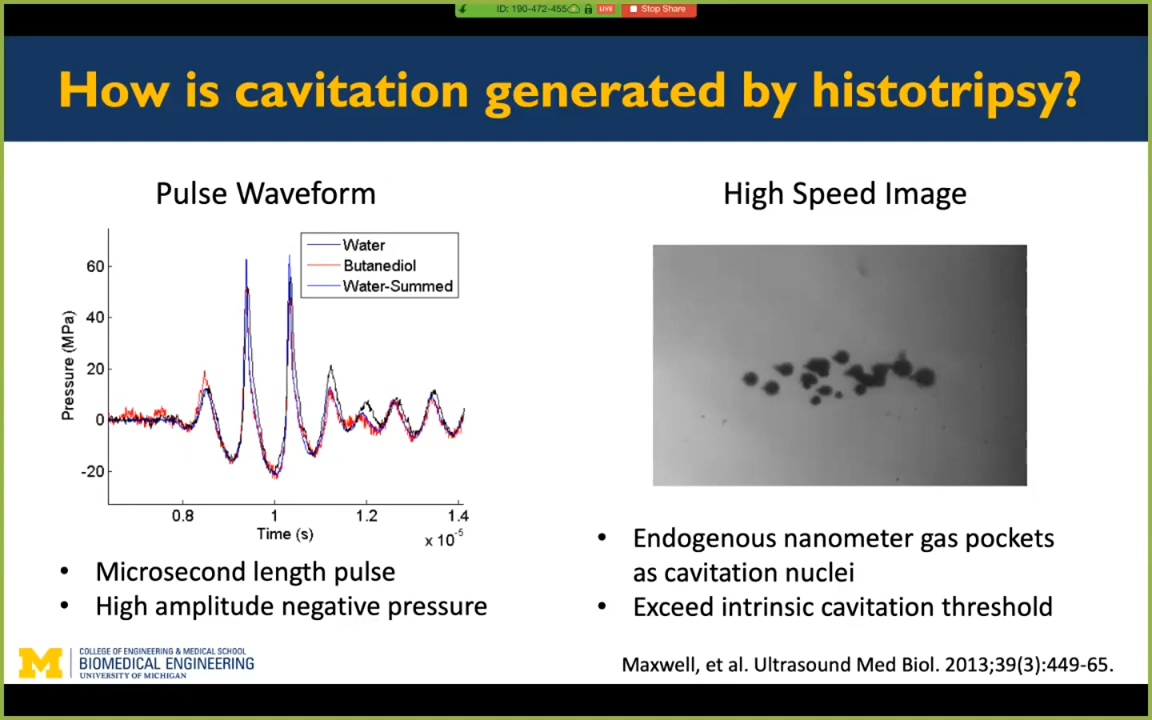 ID: 190-472-455
LIVE
Stop Share
How is cavitation generated by histotripsy?
Pulse Waveform
High Speed Image
Water
Butanediol
Water-Summed
60
40
20
0
-20
Pressure (MPa)
0.8
1
1.2
1.4
Time (s)
x 10⁻⁵
• Microsecond length pulse
• High amplitude negative pressure
• Endogenous nanometer gas pockets
as cavitation nuclei
• Exceed intrinsic cavitation threshold
M
COLLEGE OF ENGINEERING & MEDICAL SCHOOL
BIOMEDICAL ENGINEERING
UNIVERSITY OF MICHIGAN
Maxwell, et al. Ultrasound Med Biol. 2013;39(3):449-65.